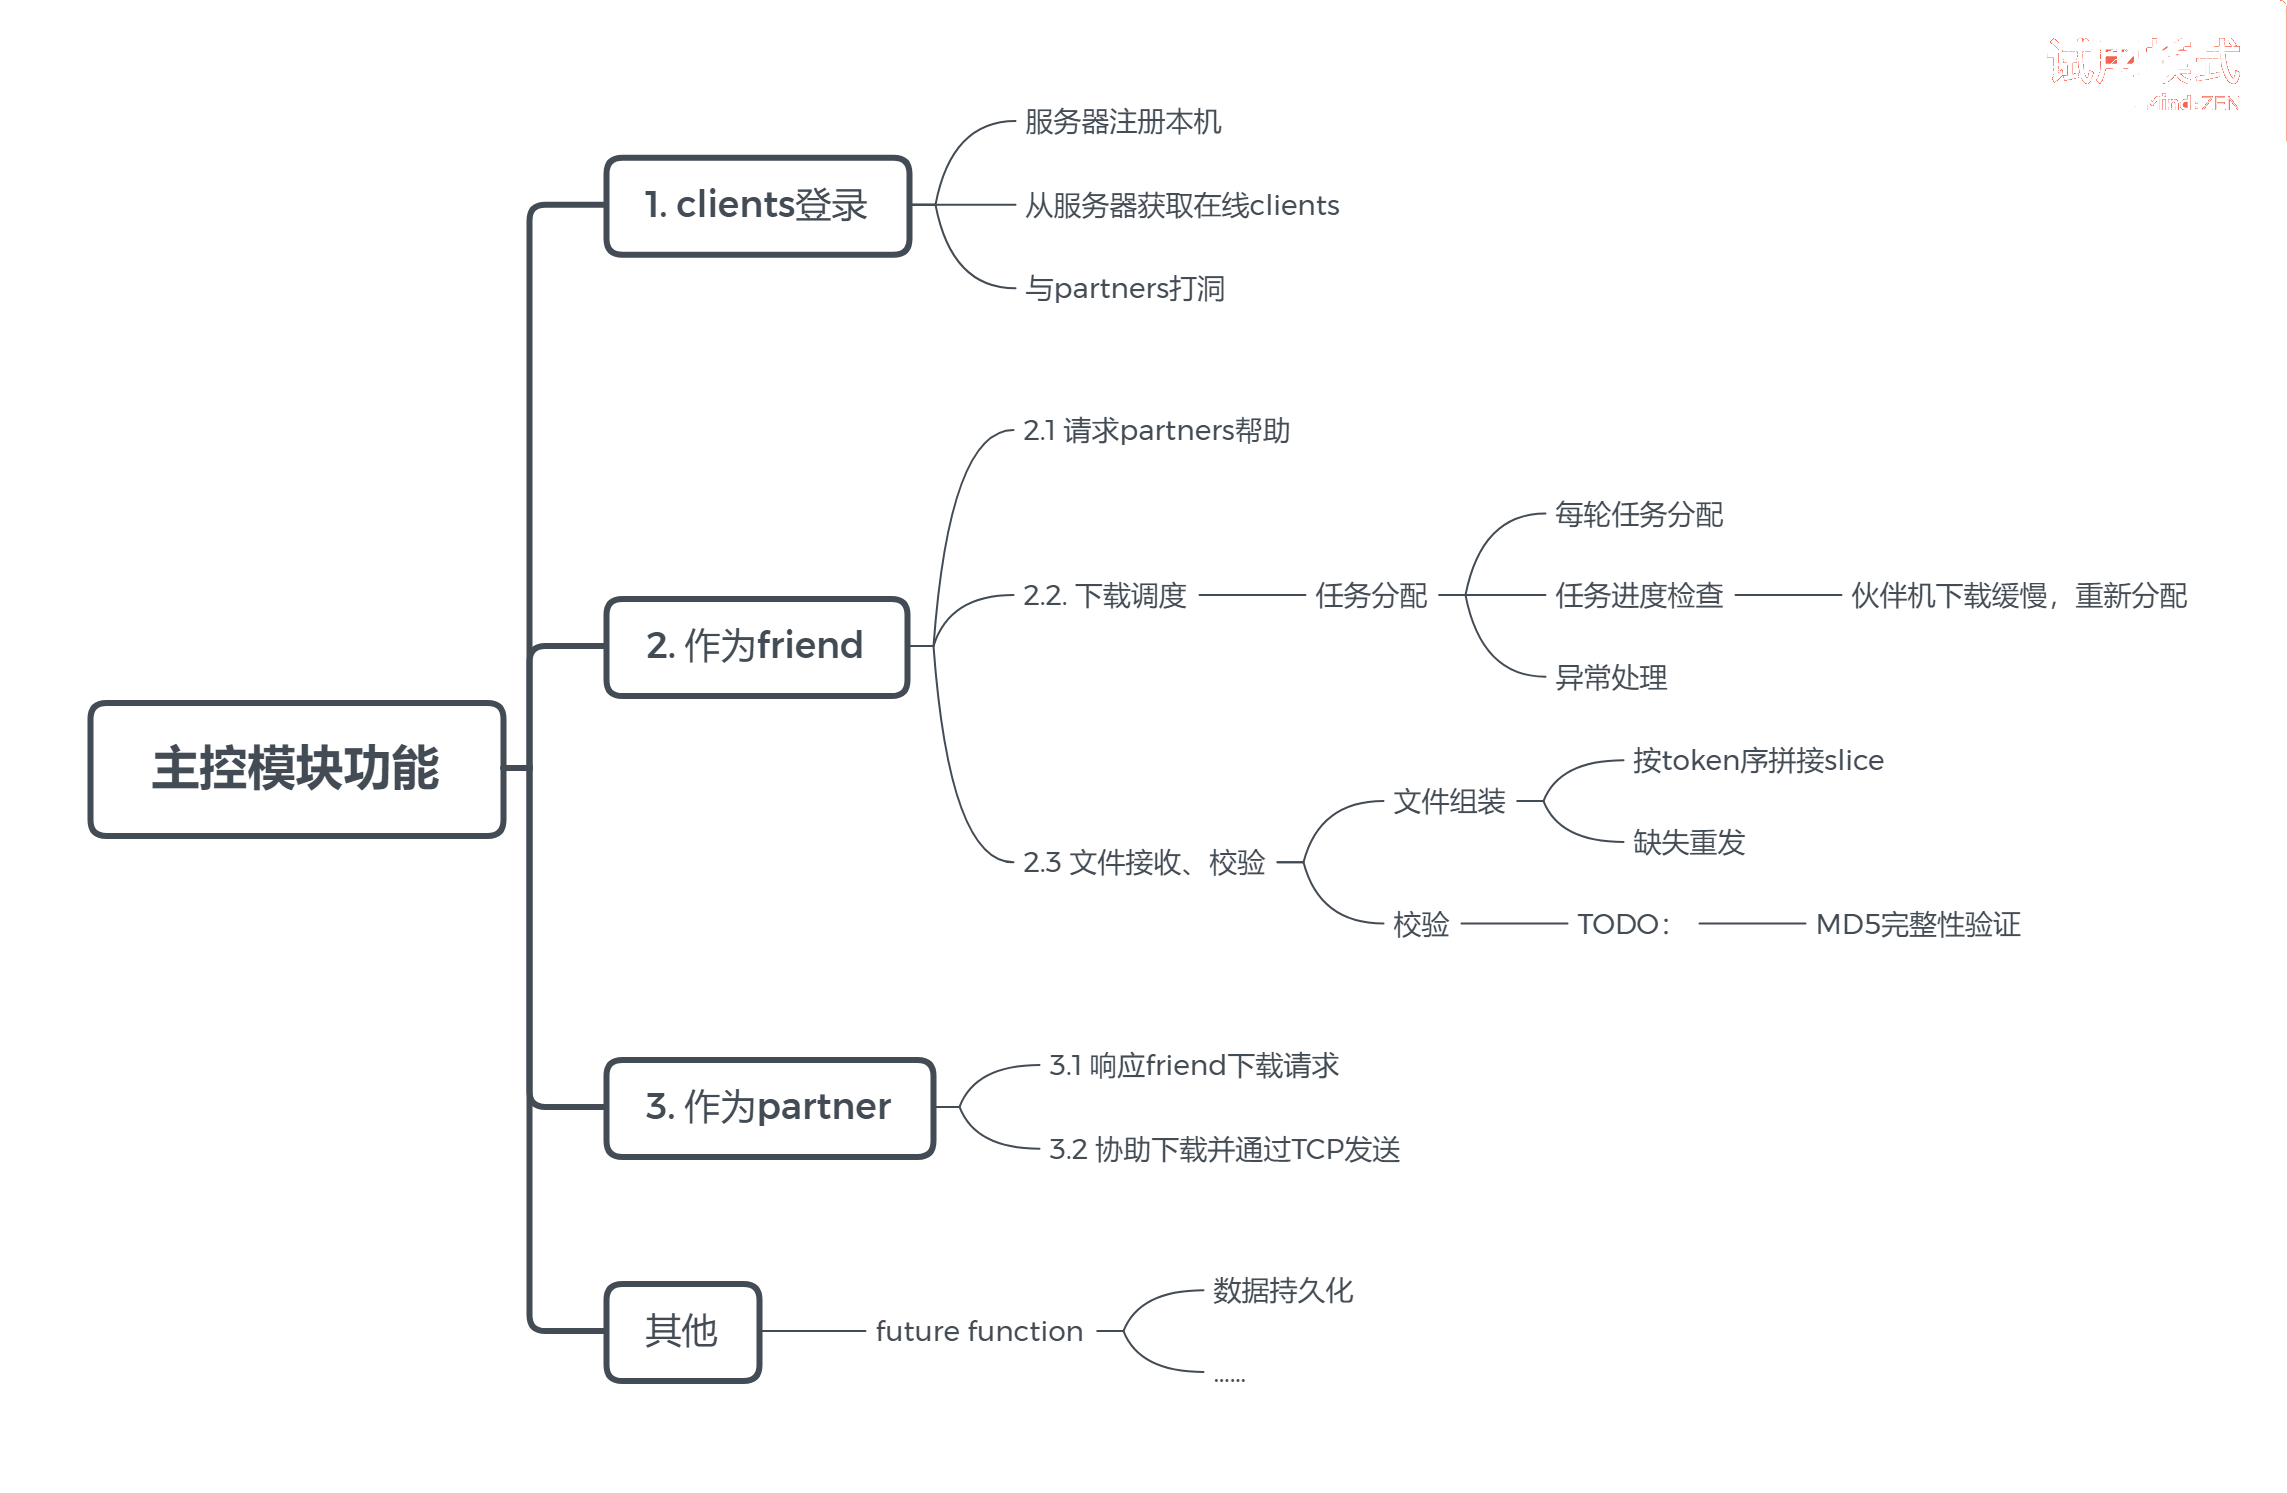 试用模式
主控模块功能
1. clients登录
服务器注册本机
从服务器获取在线clients
与partners打洞
2. 作为friend
2.1 请求partners帮助
2.2. 下载调度
任务分配
每轮任务分配
任务进度检查
伙伴机下载缓慢，重新分配
异常处理
2.3 文件接收、校验
文件组装
按token序拼接slice
缺失重发
校验
TODO：
MD5完整性验证
3. 作为partner
3.1 响应friend下载请求
3.2 协助下载并通过TCP发送
其他
future function
数据持久化
……